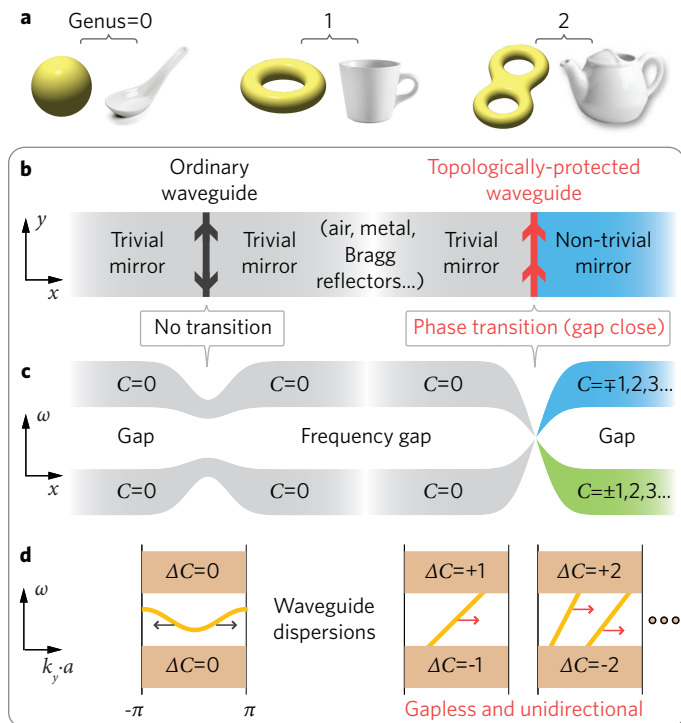 a
Genus=0
1
2
b
Ordinary
waveguide
Topologically-protected
waveguide
y
x
Trivial
mirror
Trivial
mirror
(air, metal,
Bragg
reflectors...)
Trivial
mirror
Non-trivial
mirror
No transition
Phase transition (gap close)
c
ω
x
C=0
C=0
C=0
C=∓1,2,3...
Gap
Frequency gap
Gap
C=0
C=0
C=0
C=±1,2,3...
d
ω
k_y·a
ΔC=0
ΔC=0
-π
π
Waveguide
dispersions
ΔC=+1
ΔC=-1
ΔC=+2
ΔC=-2
Gapless and unidirectional